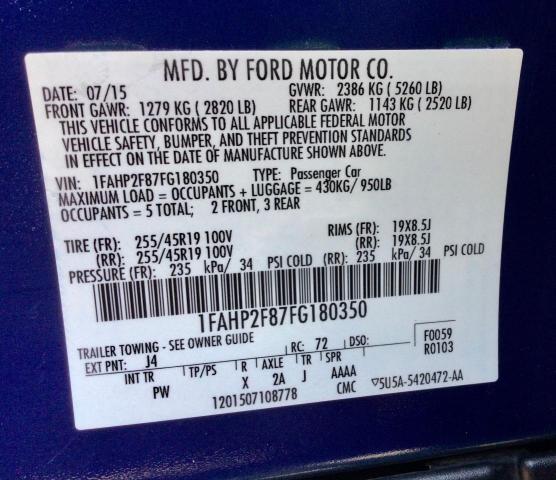 MFD. BY FORD MOTOR CO.
DATE: 07/15 GVWR: 2386 KG ( 5260 LB)
FRONT GAWR: 1279 KG ( 2820 LB) REAR GAWR: 1143 KG ( 2520 LB)
THIS VEHICLE CONFORMS TO ALL APPLICABLE FEDERAL MOTOR
VEHICLE SAFETY, BUMPER, AND THEFT PREVENTION STANDARDS
IN EFFECT ON THE DATE OF MANUFACTURE SHOWN ABOVE.
VIN: 1FAHP2F87FG180350 TYPE: Passenger Car
MAXIMUM LOAD = OCCUPANTS + LUGGAGE = 430KG/ 950LB
OCCUPANTS = 5 TOTAL; 2 FRONT, 3 REAR
TIRE (FR): 255/45R19 100V RIMS (FR): 19X8.5J
(RR): 255/45R19 100V (RR): 19X8.5J
PRESSURE (FR): 235 kPa/ 34 PSI COLD (RR): 235 kPa/ 34 PSI COLD
1FAHP2F87FG180350
TRAILER TOWING - SEE OWNER GUIDE
EXT PNT: J4 RC: 72 DSO: F0059
R0103
INT TR TP/PS R AXLE TR SPR
PW X 2A J AAAA
1201507108778 CMC ▽5U5A-5420472-AA